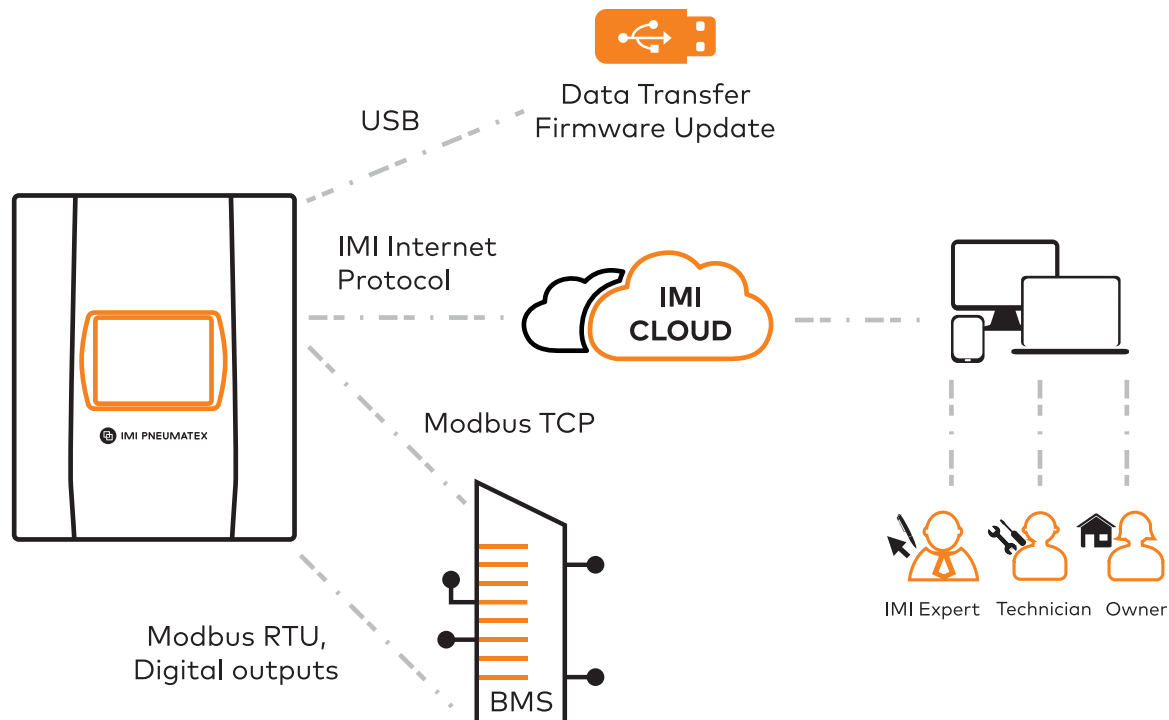 Data Transfer
Firmware Update
USB
IMI Internet
Protocol
IMI
CLOUD
Modbus TCP
IMI PNEUMATEX
IMI Expert
Technician
Owner
Modbus RTU,
Digital outputs
BMS